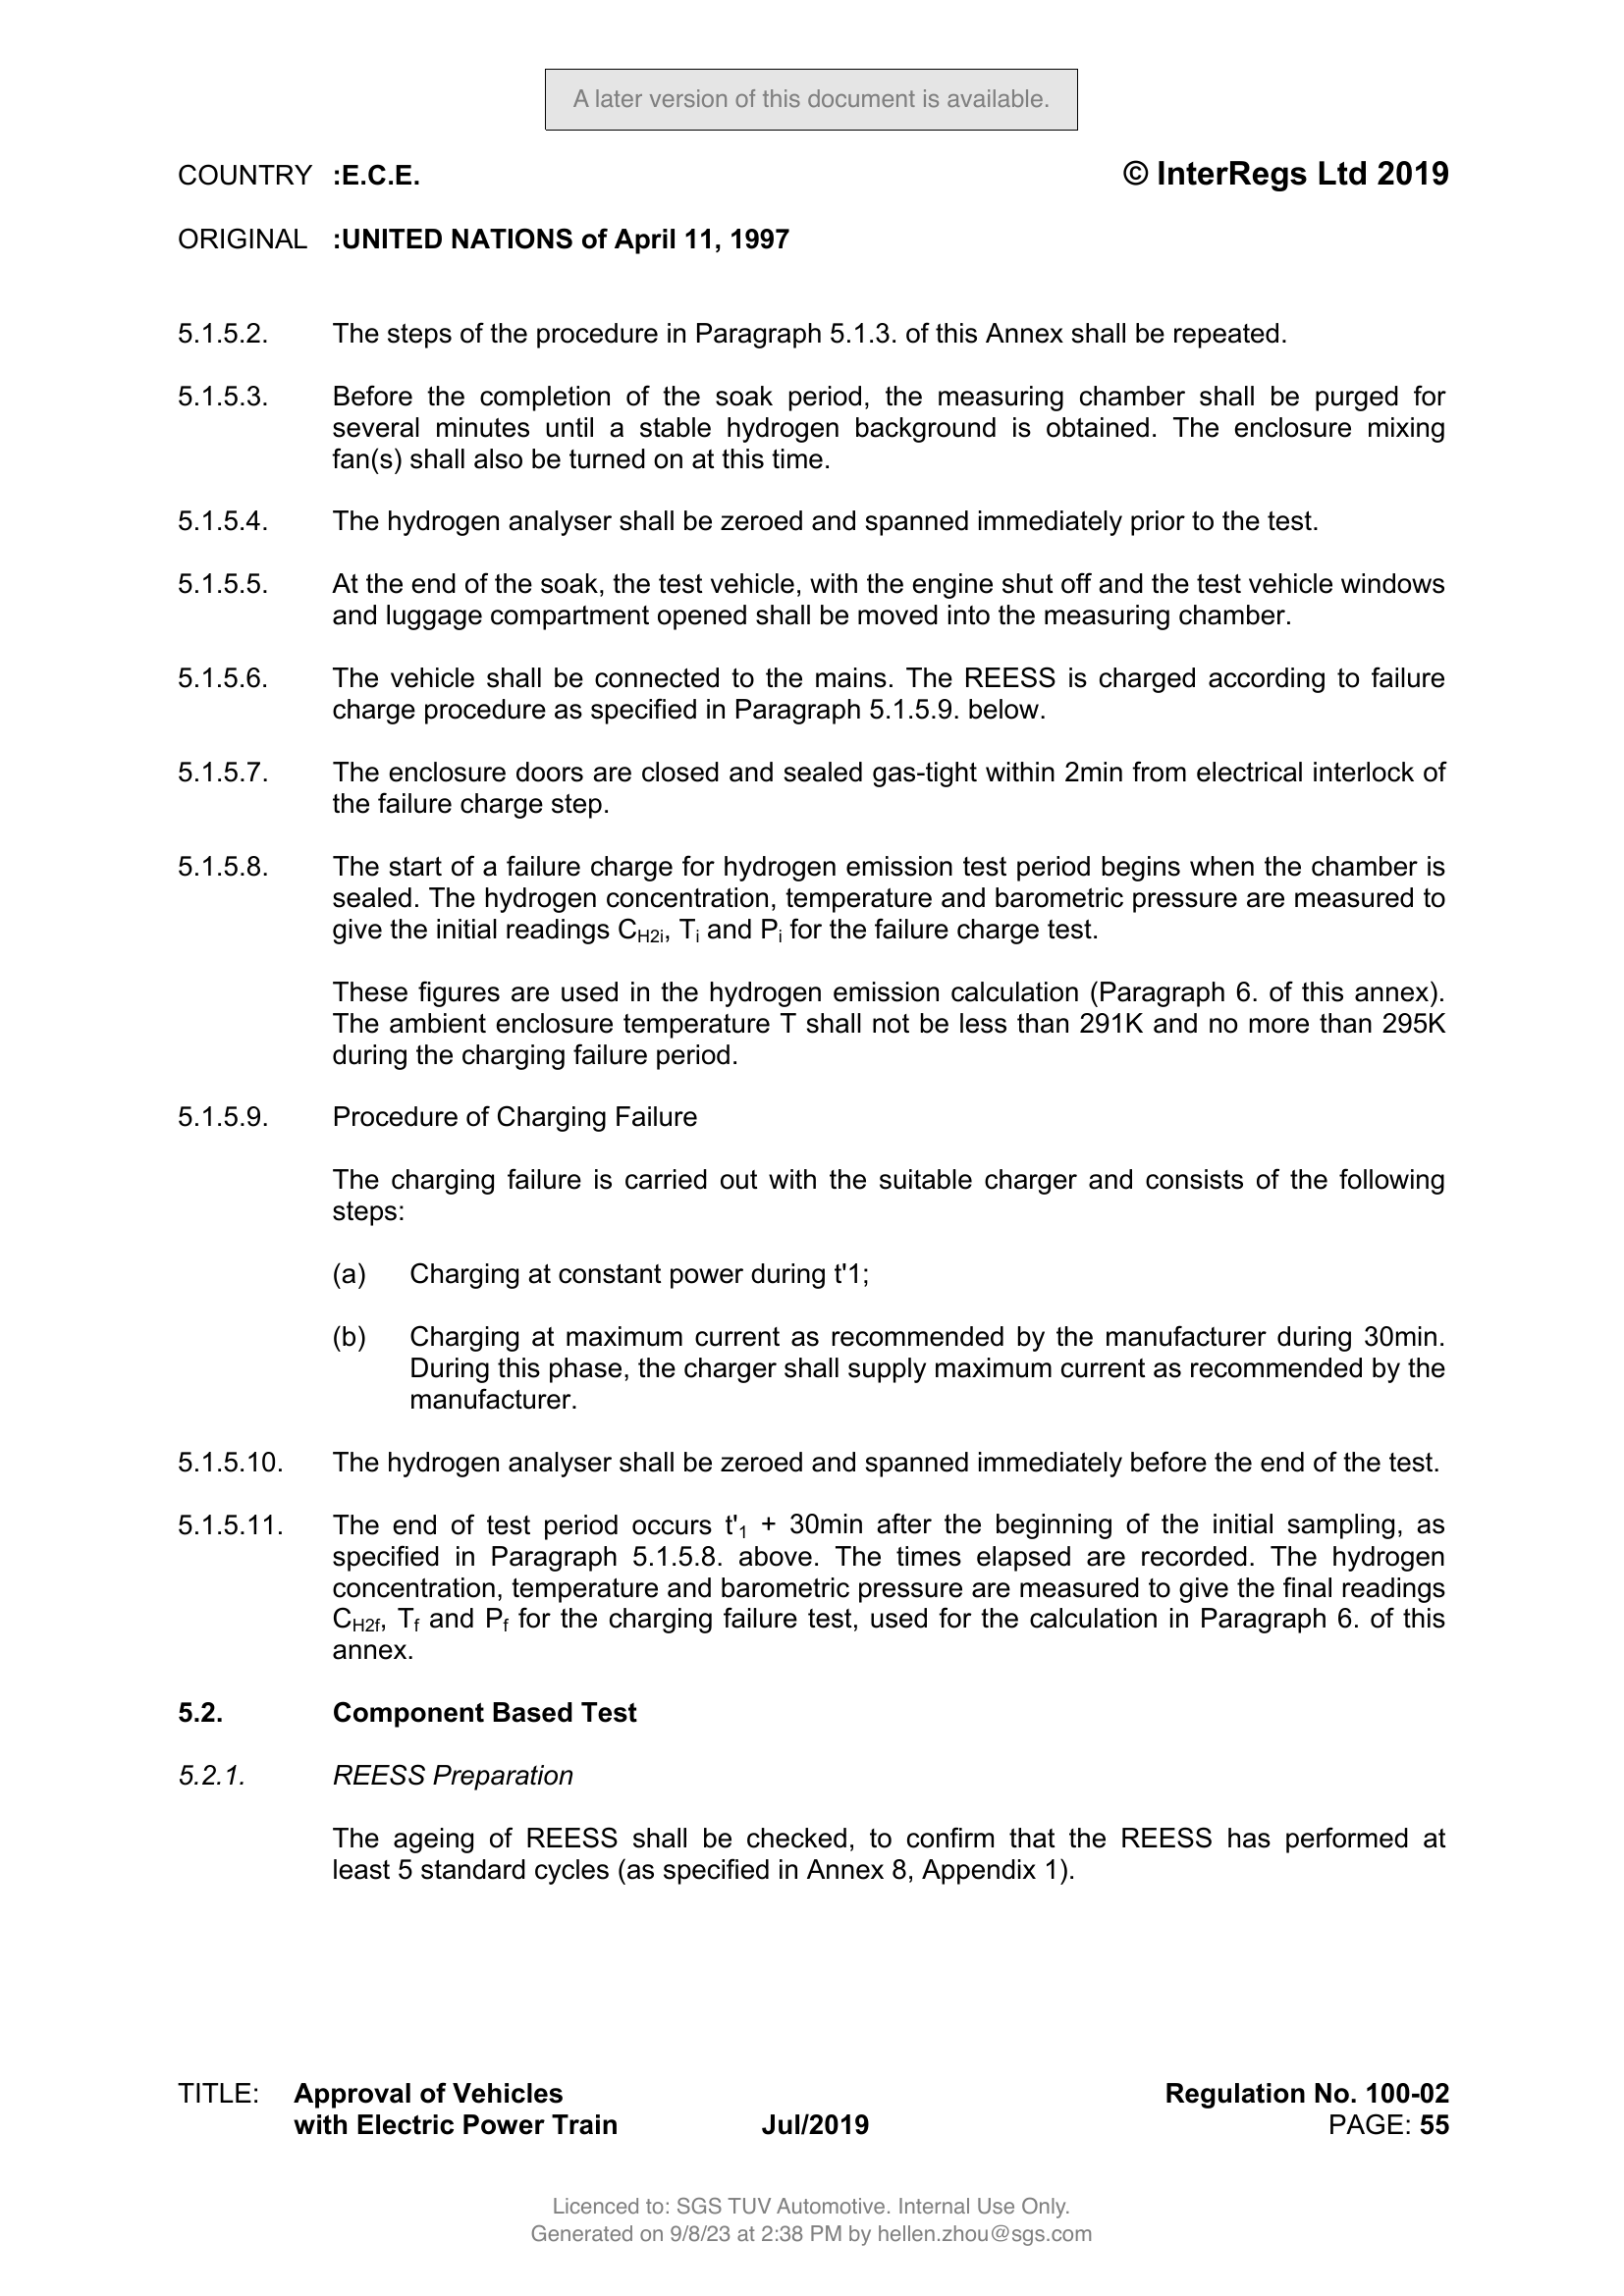 A later version of this document is available.
COUNTRY :E.C.E. © InterRegs Ltd 2019
ORIGINAL :UNITED NATIONS of April 11, 1997
5.1.5.2. The steps of the procedure in Paragraph 5.1.3. of this Annex shall be repeated.
5.1.5.3. Before the completion of the soak period, the measuring chamber shall be purged for
several minutes until a stable hydrogen background is obtained. The enclosure mixing
fan(s) shall also be turned on at this time.
5.1.5.4. The hydrogen analyser shall be zeroed and spanned immediately prior to the test.
5.1.5.5. At the end of the soak, the test vehicle, with the engine shut off and the test vehicle windows
and luggage compartment opened shall be moved into the measuring chamber.
5.1.5.6. The vehicle shall be connected to the mains. The REESS is charged according to failure
charge procedure as specified in Paragraph 5.1.5.9. below.
5.1.5.7. The enclosure doors are closed and sealed gas-tight within 2min from electrical interlock of
the failure charge step.
5.1.5.8. The start of a failure charge for hydrogen emission test period begins when the chamber is
sealed. The hydrogen concentration, temperature and barometric pressure are measured to
give the initial readings CH2i, Ti and Pi for the failure charge test.
These figures are used in the hydrogen emission calculation (Paragraph 6. of this annex).
The ambient enclosure temperature T shall not be less than 291K and no more than 295K
during the charging failure period.
5.1.5.9. Procedure of Charging Failure
The charging failure is carried out with the suitable charger and consists of the following
steps:
(a) Charging at constant power during t'1;
(b) Charging at maximum current as recommended by the manufacturer during 30min.
During this phase, the charger shall supply maximum current as recommended by the
manufacturer.
5.1.5.10. The hydrogen analyser shall be zeroed and spanned immediately before the end of the test.
5.1.5.11. The end of test period occurs t'1 + 30min after the beginning of the initial sampling, as
specified in Paragraph 5.1.5.8. above. The times elapsed are recorded. The hydrogen
concentration, temperature and barometric pressure are measured to give the final readings
CH2f, Tf and Pf for the charging failure test, used for the calculation in Paragraph 6. of this
annex.
5.2. Component Based Test
5.2.1. REESS Preparation
The ageing of REESS shall be checked, to confirm that the REESS has performed at
least 5 standard cycles (as specified in Annex 8, Appendix 1).
TITLE: Approval of Vehicles Regulation No. 100-02
with Electric Power Train Jul/2019 PAGE: 55
Licenced to: SGS TUV Automotive. Internal Use Only.
Generated on 9/8/23 at 2:38 PM by hellen.zhou@sgs.com